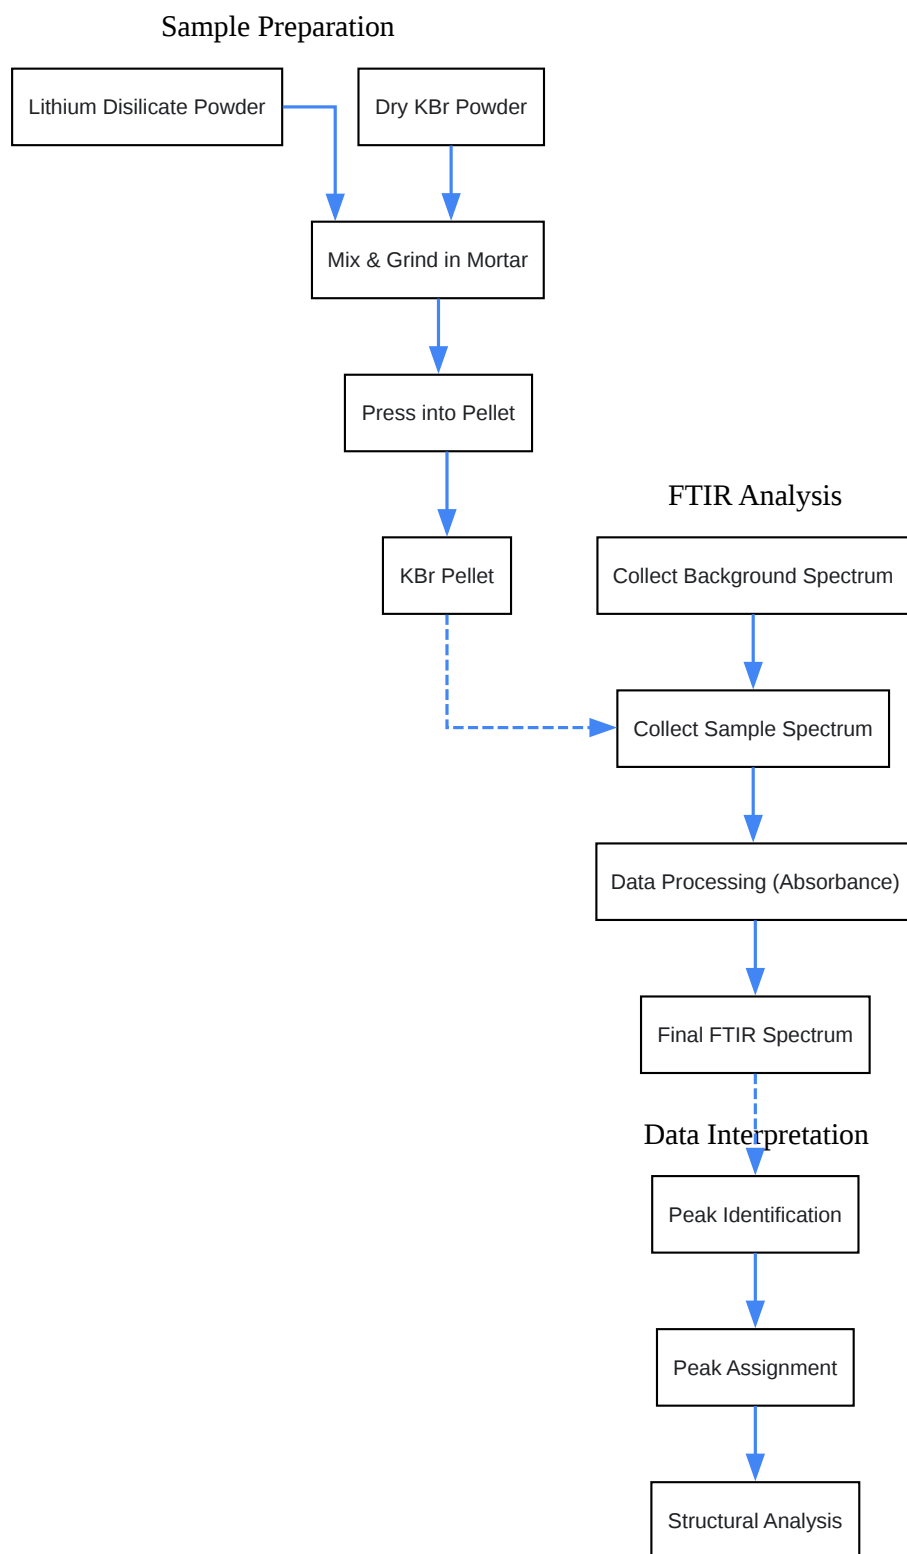 Sample Preparation
Lithium Disilicate Powder
Dry KBr Powder
Mix & Grind in Mortar
Press into Pellet
FTIR Analysis
KBr Pellet
Collect Background Spectrum
Collect Sample Spectrum
Data Processing (Absorbance)
Final FTIR Spectrum
Data Interpretation
Peak Identification
Peak Assignment
Structural Analysis